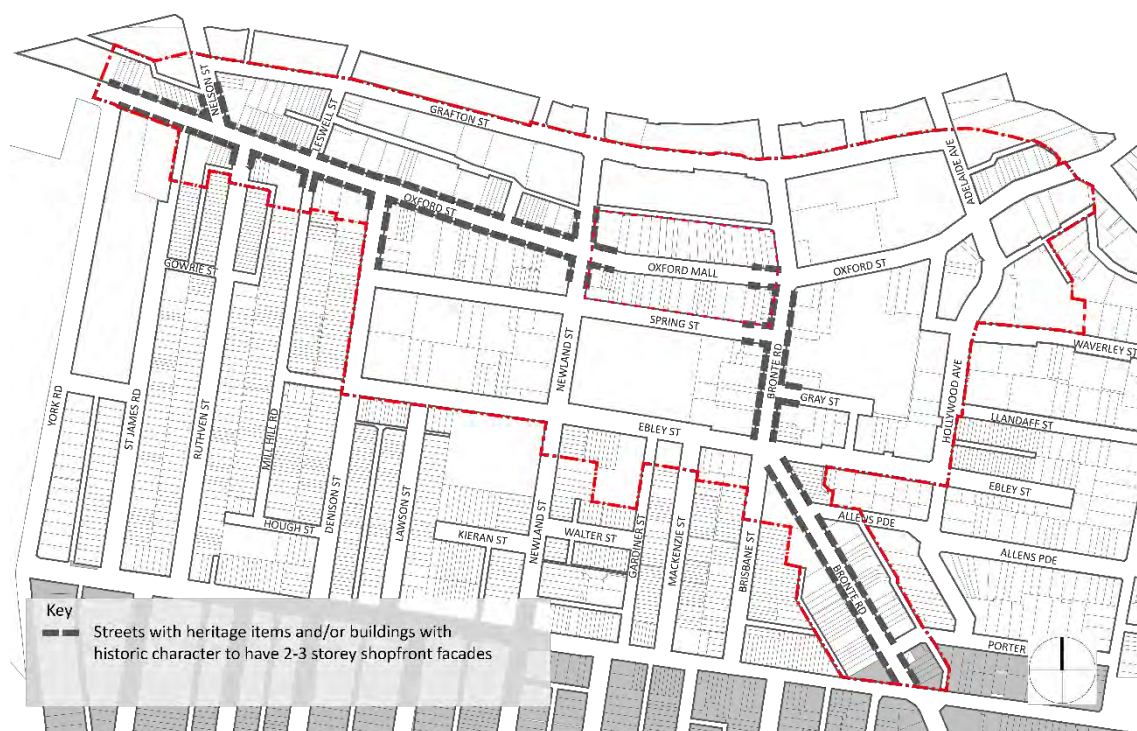 NELSON ST
LESWELL ST
GRAFTON ST
ADELAIDE AVE
OXFORD ST
OXFORD MALL
OXFORD ST
GOWRIE ST
SPRING ST
NEWLAND ST
BRONTE RD
WAVERLEY ST
HOLLYWOOD AVE
GRAY ST
LLANDAFF ST
YORK RD
ST JAMES RD
RUTHVEN ST
MILL HILL RD
EBLEY ST
EBLEY ST
DENISON ST
LAWSON ST
HOUGH ST
KIERAN ST
NEWLAND ST
WALTER ST
GARDINER ST
MACKENZIE ST
BRISBANE ST
ALLENS PDE
ALLENS PDE
BRONTE RD
PORTER
Key
Streets with heritage items and/or buildings with
historic character to have 2-3 storey shopfront facades